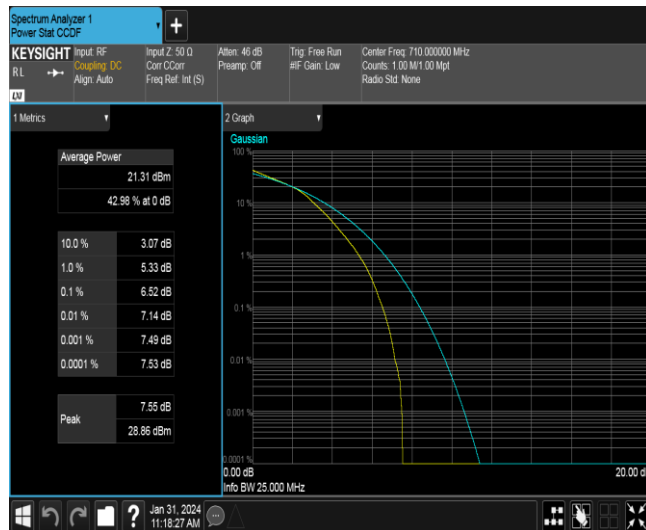 Spectrum Analyzer 1
Power Stat CCDF
+
KEYSIGHT
RL
LXI
Input: RF
Coupling: DC
Align: Auto
Input Z: 50 Ω
Corr CCorr
Freq Ref: Int (S)
Atten: 46 dB
Preamp: Off
Trig: Free Run
#IF Gain: Low
Center Freq: 710.000000 MHz
Counts: 1.00 M/1.00 Mpt
Radio Std: None
1 Metrics
Average Power
21.31 dBm
42.98 % at 0 dB
10.0 % 3.07 dB
1.0 % 5.33 dB
0.1 % 6.52 dB
0.01 % 7.14 dB
0.001 % 7.49 dB
0.0001 % 7.53 dB
Peak
7.55 dB
28.86 dBm
2 Graph
Gaussian
100 %
10 %
1 %
0.1 %
0.01 %
0.001 %
0.0001 %
0.00 dB
20.00 d
Info BW 25.000 MHz
?
Jan 31, 2024
11:18:27 AM